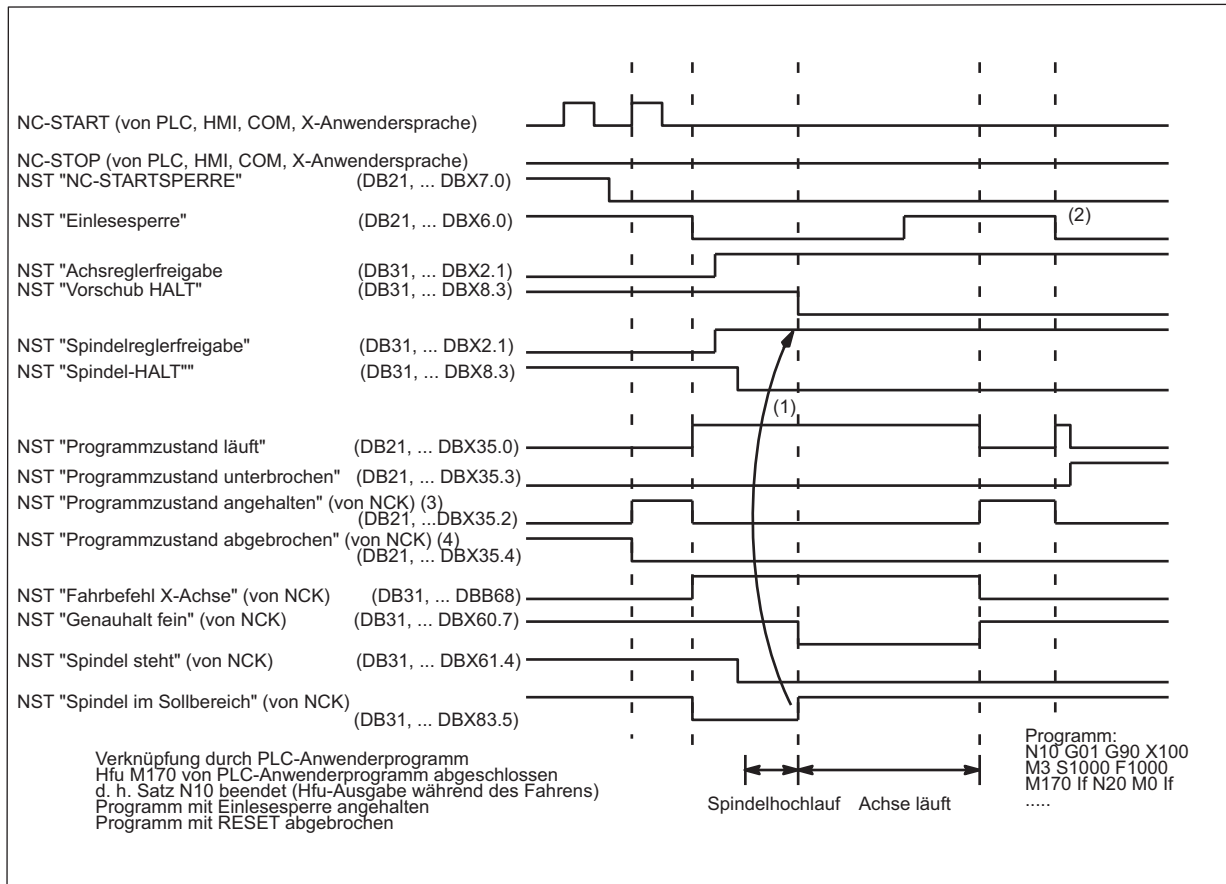 NC-START (von PLC, HMI, COM, X-Anwendersprache)
NC-STOP (von PLC, HMI, COM, X-Anwendersprache)
NST "NC-STARTSPERRE" (DB21, ... DBX7.0)
NST "Einlesesperre" (DB21, ... DBX6.0)
(2)
NST "Achsreglerfreigabe (DB31, ... DBX2.1)
NST "Vorschub HALT" (DB31, ... DBX8.3)
NST "Spindelreglerfreigabe" (DB31, ... DBX2.1)
NST "Spindel-HALT"" (DB31, ... DBX8.3)
(1)
NST "Programmzustand läuft" (DB21, ... DBX35.0)
NST "Programmzustand unterbrochen" (DB21, ... DBX35.3)
NST "Programmzustand angehalten" (von NCK) (3)
(DB21, ...DBX35.2)
NST "Programmzustand abgebrochen" (von NCK) (4)
(DB21, ... DBX35.4)
NST "Fahrbefehl X-Achse" (von NCK) (DB31, ... DBB68)
NST "Genauhalt fein" (von NCK) (DB31, ... DBX60.7)
NST "Spindel steht" (von NCK) (DB31, ... DBX61.4)
NST "Spindel im Sollbereich" (von NCK)
(DB31, ... DBX83.5)
Verknüpfung durch PLC-Anwenderprogramm
Hfu M170 von PLC-Anwenderprogramm abgeschlossen
d. h. Satz N10 beendet (Hfu-Ausgabe während des Fahrens)
Programm mit Einlesesperre angehalten
Programm mit RESET abgebrochen
Spindelhochlauf
Achse läuft
Programm:
N10 G01 G90 X100
M3 S1000 F1000
M170 lf N20 M0 lf
.....